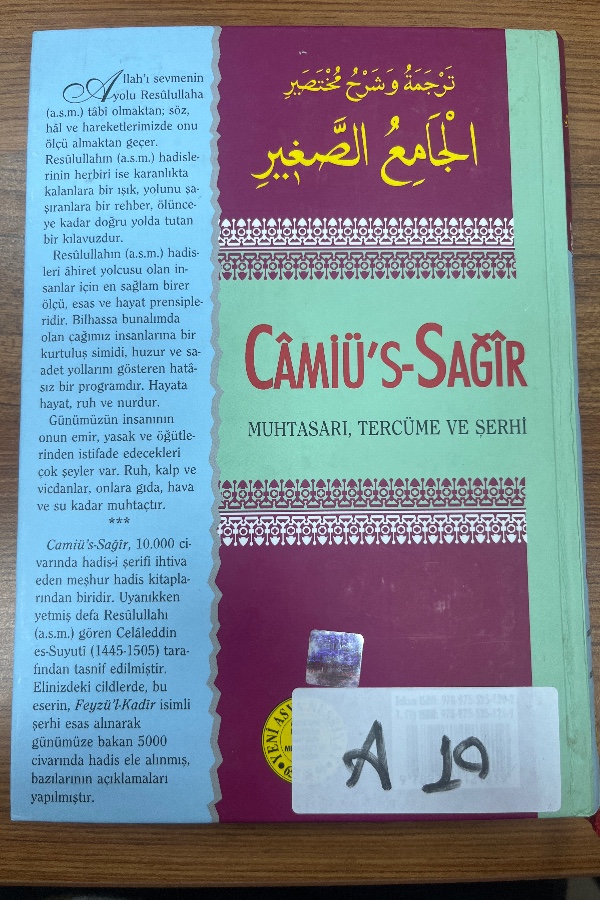 Allah'ı sevmenin
yolu Resûlullaha
(a.s.m.) tâbi olmaktan; söz,
hâl ve hareketlerimizde onu
ölçü almaktan geçer.
Resûlullahın (a.s.m.) hadisle-
rinin herbiri ise karanlıkta
kalanlara bir ışık, yolunu şa-
şıranlara bir rehber, ölünce-
ye kadar doğru yolda tutan
bir kılavuzdur.
Resûlullahın (a.s.m.) hadis-
leri âhiret yolcusu olan in-
sanlar için en sağlam birer
ölçü, esas ve hayat prensiple-
ridir. Bilhassa bunalımda
olan çağımız insanlarına bir
kurtuluş simidi, huzur ve sa-
adet yollarını gösteren hatâ-
sız bir programdır. Hayata
hayat, ruh ve nurdur.
Günümüzün insanının
onun emir, yasak ve öğütle-
rinden istifade edecekleri
çok şeyler var. Ruh, kalp ve
vicdanlar, onlara gıda, hava
ve su kadar muhtaçtır.
***
Camiü's-Sağîr, 10.000 ci-
varında hadis-i şerifi ihtiva
eden meşhur hadis kitapla-
rından biridir. Uyanıkken
yetmiş defa Resûlullahı
(a.s.m.) gören Celâleddin
es-Suyutî (1445-1505) tara-
fından tasnif edilmiştir.
Elinizdeki cildlerde, bu
eserin, Feyzü'l-Kadîr isimli
şerhi esas alınarak
günümüze bakan 5000
civarında hadis ele alınmış,
bazılarının açıklamaları
yapılmıştır.
تَرْجَمَةُ وَشَرْحُ مُخْتَصَرِ
الْجَامِعُ الصَّغِيرِ
CÂMİÜ'S-SAĞÎR
MUHTASARI, TERCÜME VE ŞERHİ
YENİ AS
A 19